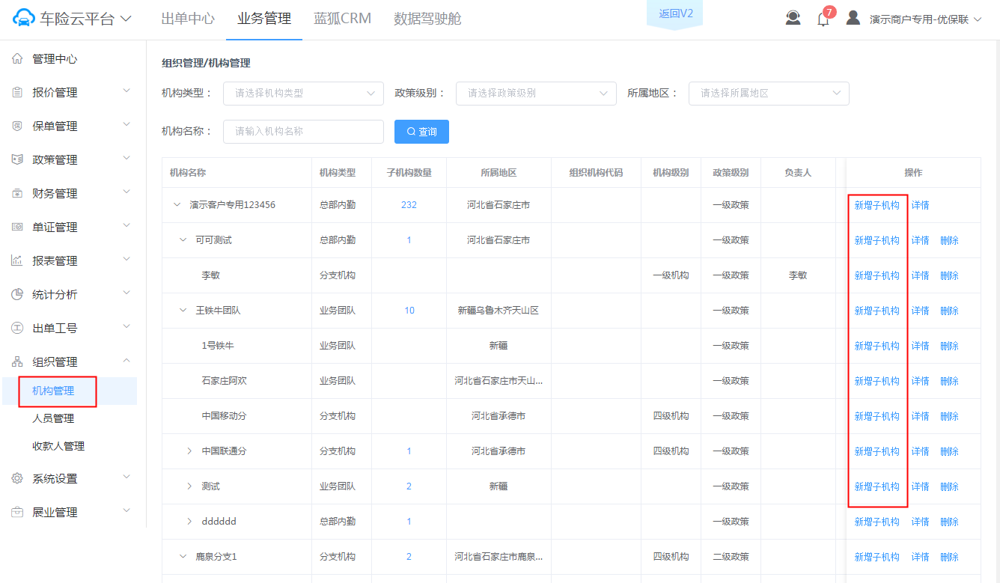 车险云平台 出单中心 业务管理 蓝狐CRM 数据驾驶舱 返回V2 7 演示商户专用-优保联
管理中心
报价管理
保单管理
政策管理
财务管理
单证管理
报表管理
统计分析
出单工号
组织管理
机构管理
人员管理
收款人管理
系统设置
展业管理
组织管理/机构管理
机构类型： 请选择机构类型 政策级别： 请选择政策级别 所属地区： 请选择所属地区
机构名称： 请输入机构名称 查询
机构名称 机构类型 子机构数量 所属地区 组织机构代码 机构级别 政策级别 负责人 操作
演示客户专用123456 总部内勤 232 河北省石家庄市 一级政策 新增子机构 详情
可可测试 总部内勤 1 河北省石家庄市 一级政策 新增子机构 详情 删除
李敏 分支机构 一级机构 一级政策 李敏 新增子机构 详情 删除
王铁牛团队 业务团队 10 新疆乌鲁木齐天山区 一级政策 新增子机构 详情 删除
1号铁牛 业务团队 新疆 一级政策 新增子机构 详情 删除
石家庄阿欢 业务团队 河北省石家庄市天山... 一级政策 新增子机构 详情 删除
中国移动分 分支机构 河北省承德市 四级机构 一级政策 新增子机构 详情 删除
中国联通分 分支机构 1 河北省承德市 四级机构 一级政策 新增子机构 详情 删除
测试 业务团队 2 新疆 一级政策 新增子机构 详情 删除
dddddd 总部内勤 1 一级政策 新增子机构 详情 删除
鹿泉分支1 分支机构 2 河北省石家庄市鹿泉... 四级机构 二级政策 新增子机构 详情 删除